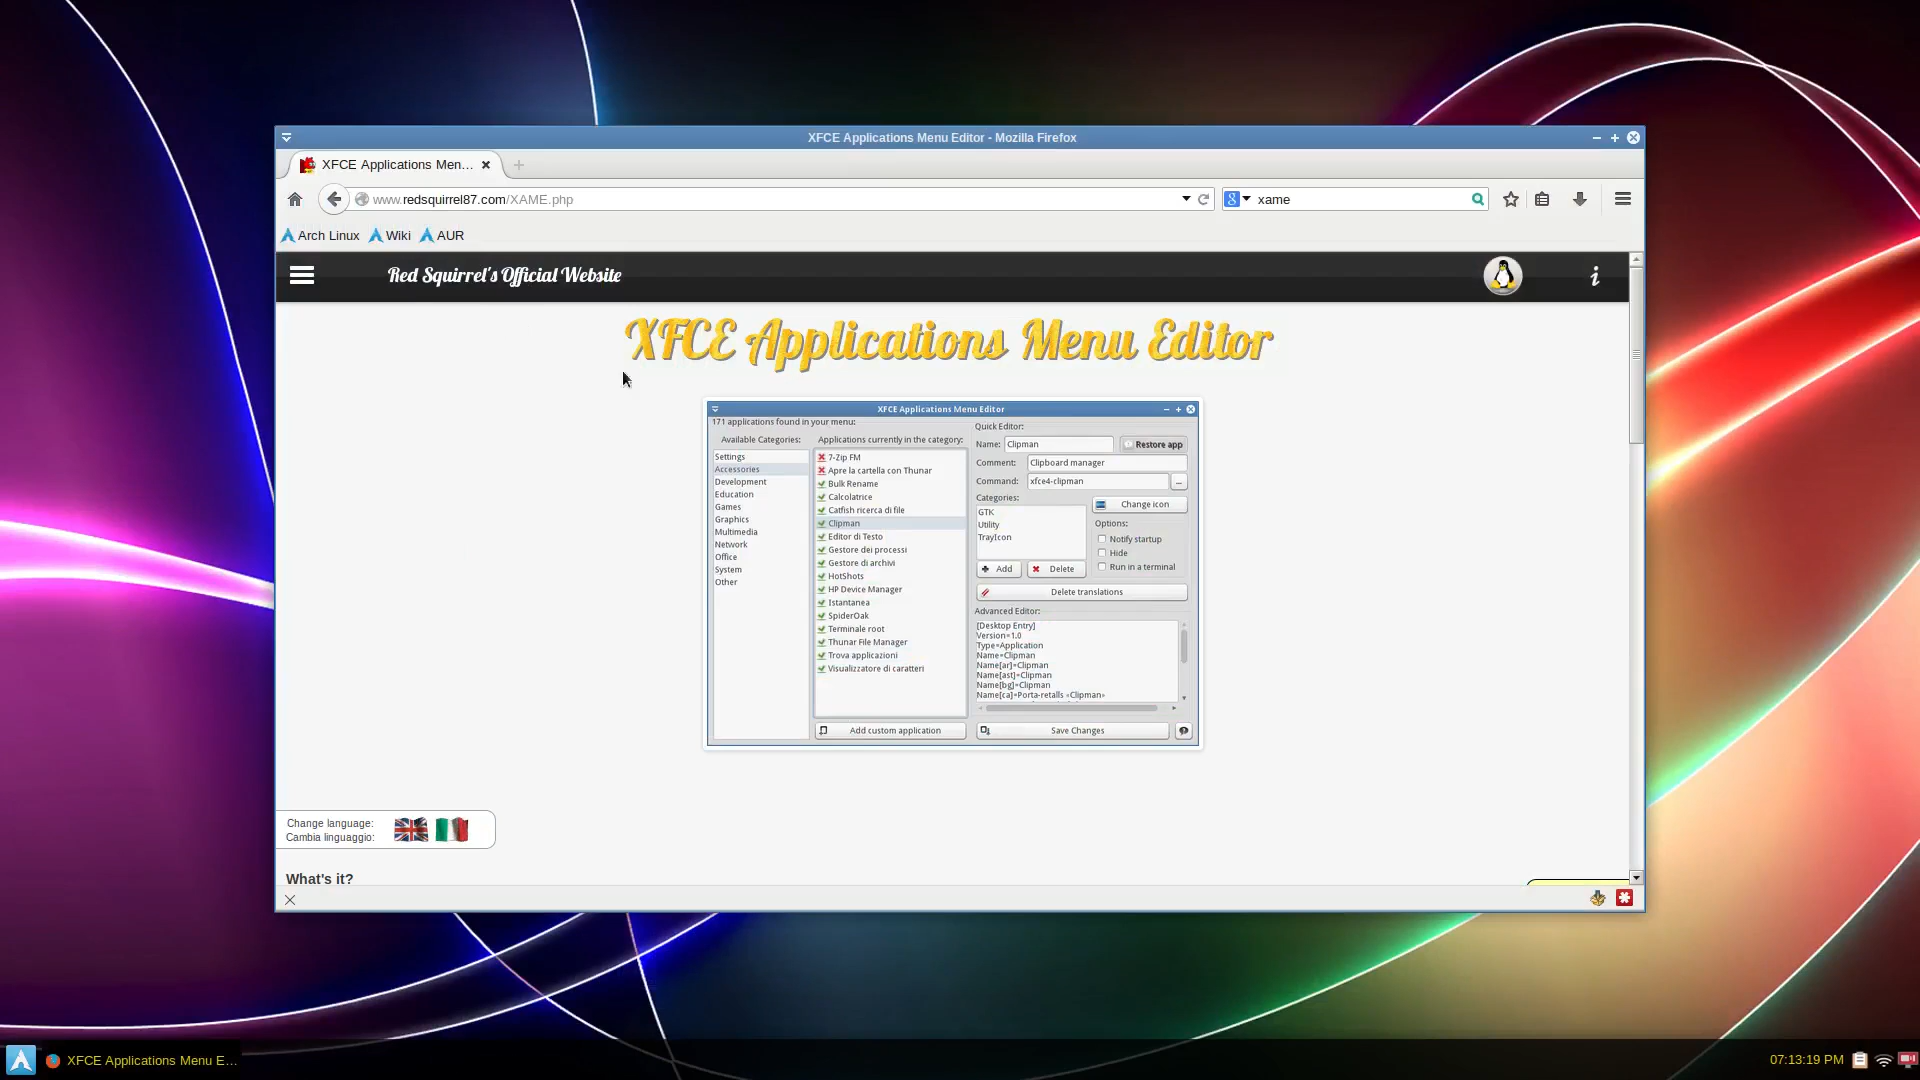 XFCE Applications Menu Editor - Mozilla Firefox
XFCE Applications Men...
www.redsquirrel87.com/XAME.php
xame
Arch Linux Wiki AUR
Red Squirrel's Official Website
i
XFCE Applications Menu Editor
XFCE Applications Menu Editor
171 applications found in your menu:
Available Categories:
Settings
Accessories
Development
Education
Games
Graphics
Multimedia
Network
Office
System
Other
Applications currently in the category:
7-Zip FM
Apre la cartella con Thunar
Bulk Rename
Calcolatrice
Catfish ricerca di file
Clipman
Editor di Testo
Gestore dei processi
Gestore di archivi
HotShots
HP Device Manager
Istantanea
SpiderOak
Terminale root
Thunar File Manager
Trova applicazioni
Visualizzatore di caratteri
Add custom application
Quick Editor:
Name: Clipman Restore app
Comment: Clipboard manager
Command: xfce4-clipman ...
Categories:
GTK
Utility
TrayIcon
Change icon
Options:
Notify startup
Hide
Run in a terminal
Add Delete
Delete translations
Advanced Editor:
[Desktop Entry]
Version=1.0
Type=Application
Name=Clipman
Name[ar]=Clipman
Name[ast]=Clipman
Name[bg]=Clipman
Name[ca]=Porta-retalls «Clipman»
Save Changes
Change language:
Cambia linguaggio:
What's it?
XFCE Applications Menu E...
07:13:19 PM